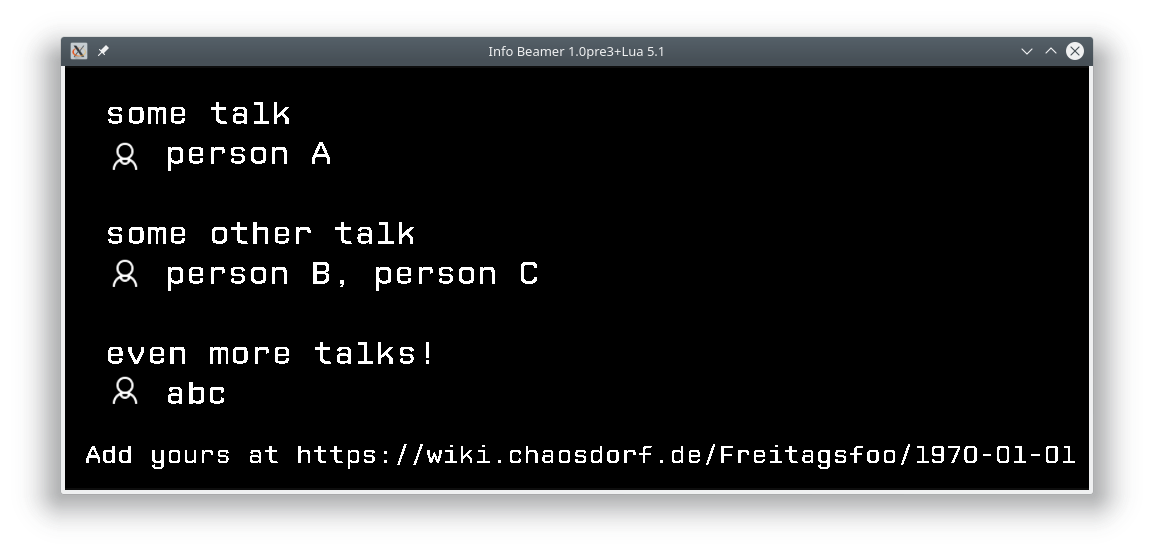 Info Beamer 1.0pre3+Lua 5.1
some talk
person A
some other talk
person B, person C
even more talks!
abc
Add yours at https://wiki.chaosdorf.de/Freitagsfoo/1970-01-01